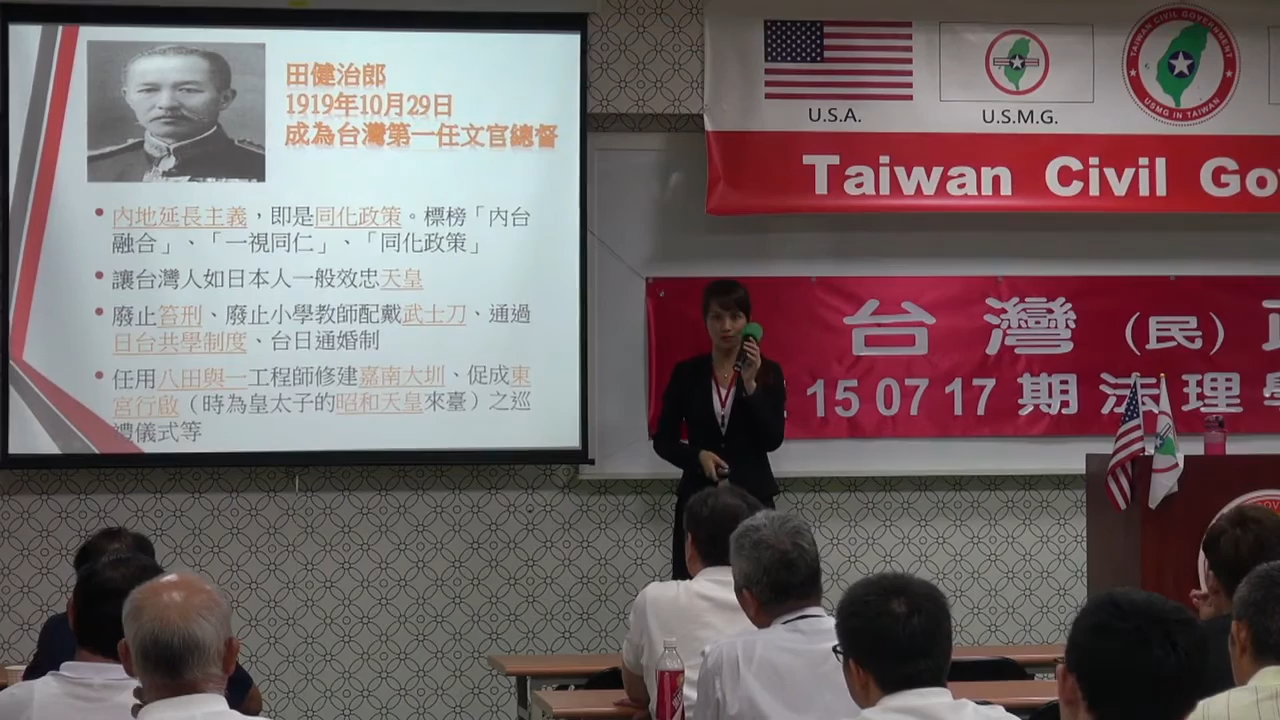 田健治郎
1919年10月29日
成為台灣第一任文官總督
內地延長主義，即是同化政策。標榜「內台
融合」、「一視同仁」、「同化政策」
讓台灣人如日本人一般效忠天皇
廢止笞刑、廢止小學教師配戴武士刀、通過
日台共學制度、台日通婚制
任用八田與一工程師修建嘉南大圳、促成東
宮行啟（時為皇太子的昭和天皇來臺）之巡
禮儀式等
U.S.A.
U.S.M.G.
TAIWAN CIVIL GOVERNMENT
USMG IN TAIWAN
Taiwan Civil Go
台灣（民）政
15 07 17 期 法理學